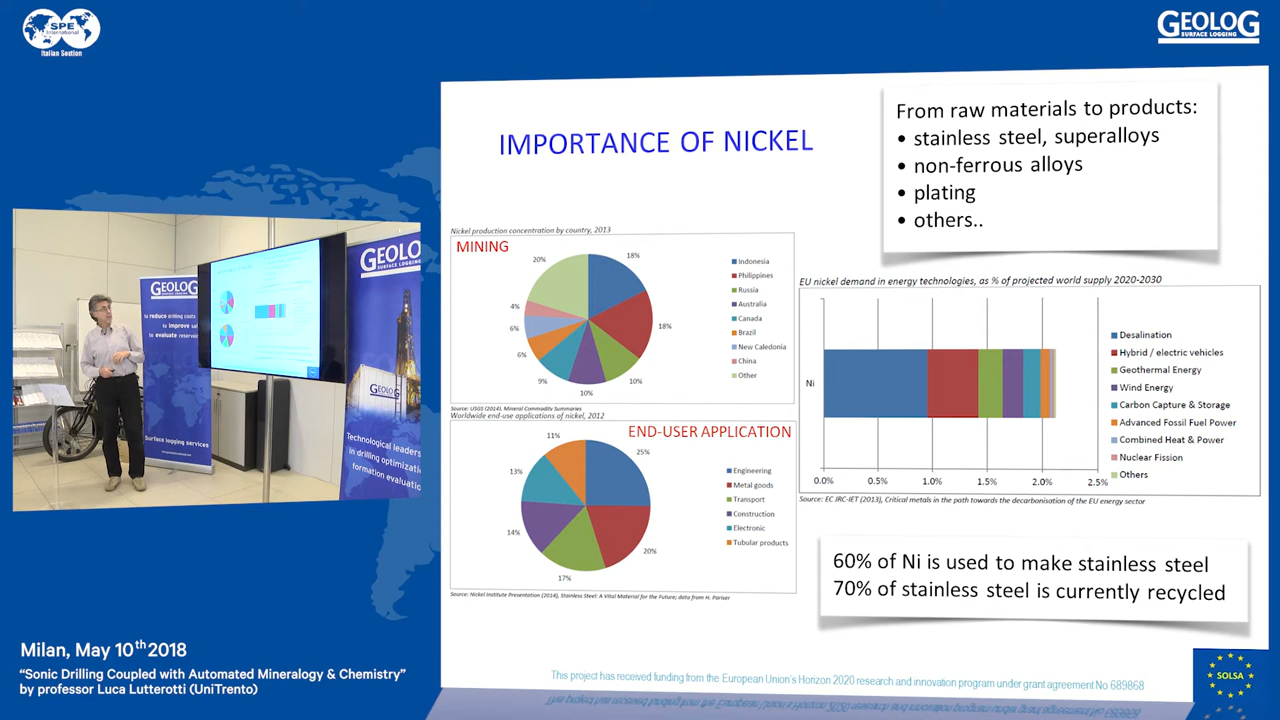 SPE
International
Italian Section
GEOLOG
SURFACE LOGGING
IMPORTANCE OF NICKEL
From raw materials to products:
• stainless steel, superalloys
• non-ferrous alloys
• plating
• others..
Nickel production concentration by country, 2013
MINING
18%
18%
10%
10%
9%
6%
6%
4%
20%
Indonesia
Philippines
Russia
Australia
Canada
Brazil
New Caledonia
China
Other
Source: USGS (2014), Mineral Commodity Summaries
Worldwide end-use applications of nickel, 2012
END-USER APPLICATION
25%
20%
17%
14%
13%
11%
Engineering
Metal goods
Transport
Construction
Electronic
Tubular products
Source: Nickel Institute Presentation (2014), Stainless Steel: A Vital Material for the Future; data from H. Pariser
EU nickel demand in energy technologies, as % of projected world supply 2020-2030
Ni
0.0% 0.5% 1.0% 1.5% 2.0% 2.5%
Desalination
Hybrid / electric vehicles
Geothermal Energy
Wind Energy
Carbon Capture & Storage
Advanced Fossil Fuel Power
Combined Heat & Power
Nuclear Fission
Others
Source: EC JRC-IET (2013), Critical metals in the path towards the decarbonisation of the EU energy sector
60% of Ni is used to make stainless steel
70% of stainless steel is currently recycled
This project has received funding from the European Union's Horizon 2020 research and innovation program under grant agreement No 689868
SOLSA
GEOLOG
SURFACE LOGGING
to reduce drilling costs
to improve
to evaluate
Surface logging services
GEOLOG
SURFACE LOGGING
GEOLOG
Technological leaders
in drilling optimization
formation evaluation
Milan, May 10th 2018
“Sonic Drilling Coupled with Automated Mineralogy & Chemistry”
by professor Luca Lutterotti (UniTrento)